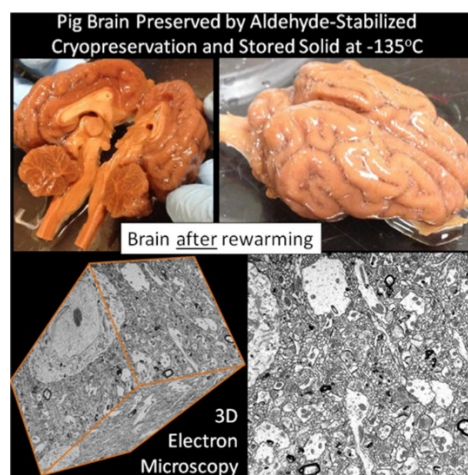 Pig Brain Preserved by Aldehyde-Stabilized
Cryopreservation and Stored Solid at -135°C
Brain after rewarming
3D
Electron
Microscopy